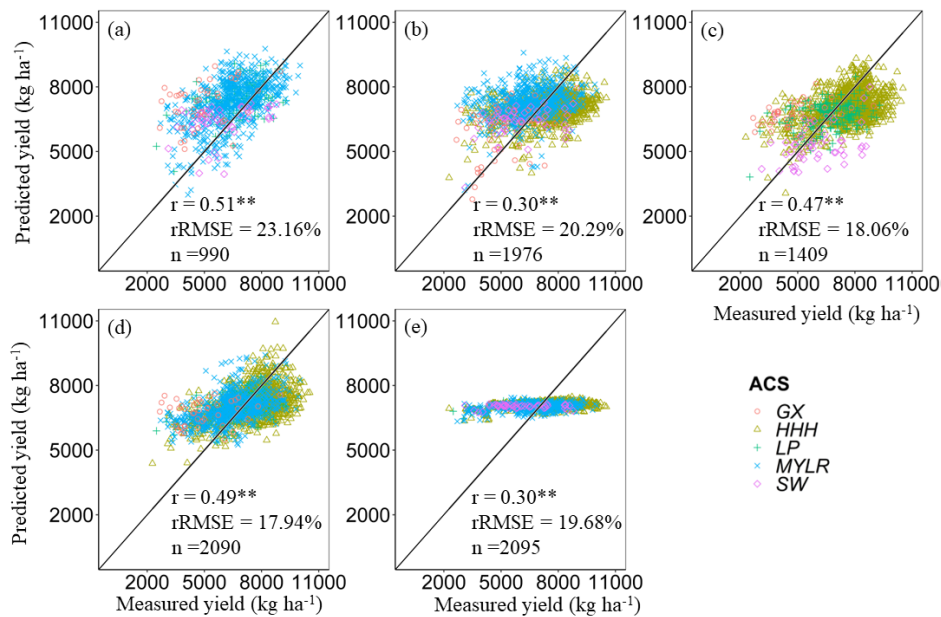 (a)
11000
8000
5000
2000
Predicted yield (kg ha⁻¹)
r = 0.51**
rRMSE = 23.16%
n =990
2000 5000 8000 11000
(b)
11000
8000
5000
2000
r = 0.30**
rRMSE = 20.29%
n =1976
2000 5000 8000 11000
(c)
11000
8000
5000
2000
r = 0.47**
rRMSE = 18.06%
n =1409
2000 5000 8000 11000
Measured yield (kg ha⁻¹)
(d)
11000
8000
5000
2000
Predicted yield (kg ha⁻¹)
r = 0.49**
rRMSE = 17.94%
n =2090
2000 5000 8000 11000
Measured yield (kg ha⁻¹)
(e)
11000
8000
5000
2000
r = 0.30**
rRMSE = 19.68%
n =2095
2000 5000 8000 11000
Measured yield (kg ha⁻¹)
ACS
GX
HHH
LP
MYLR
SW